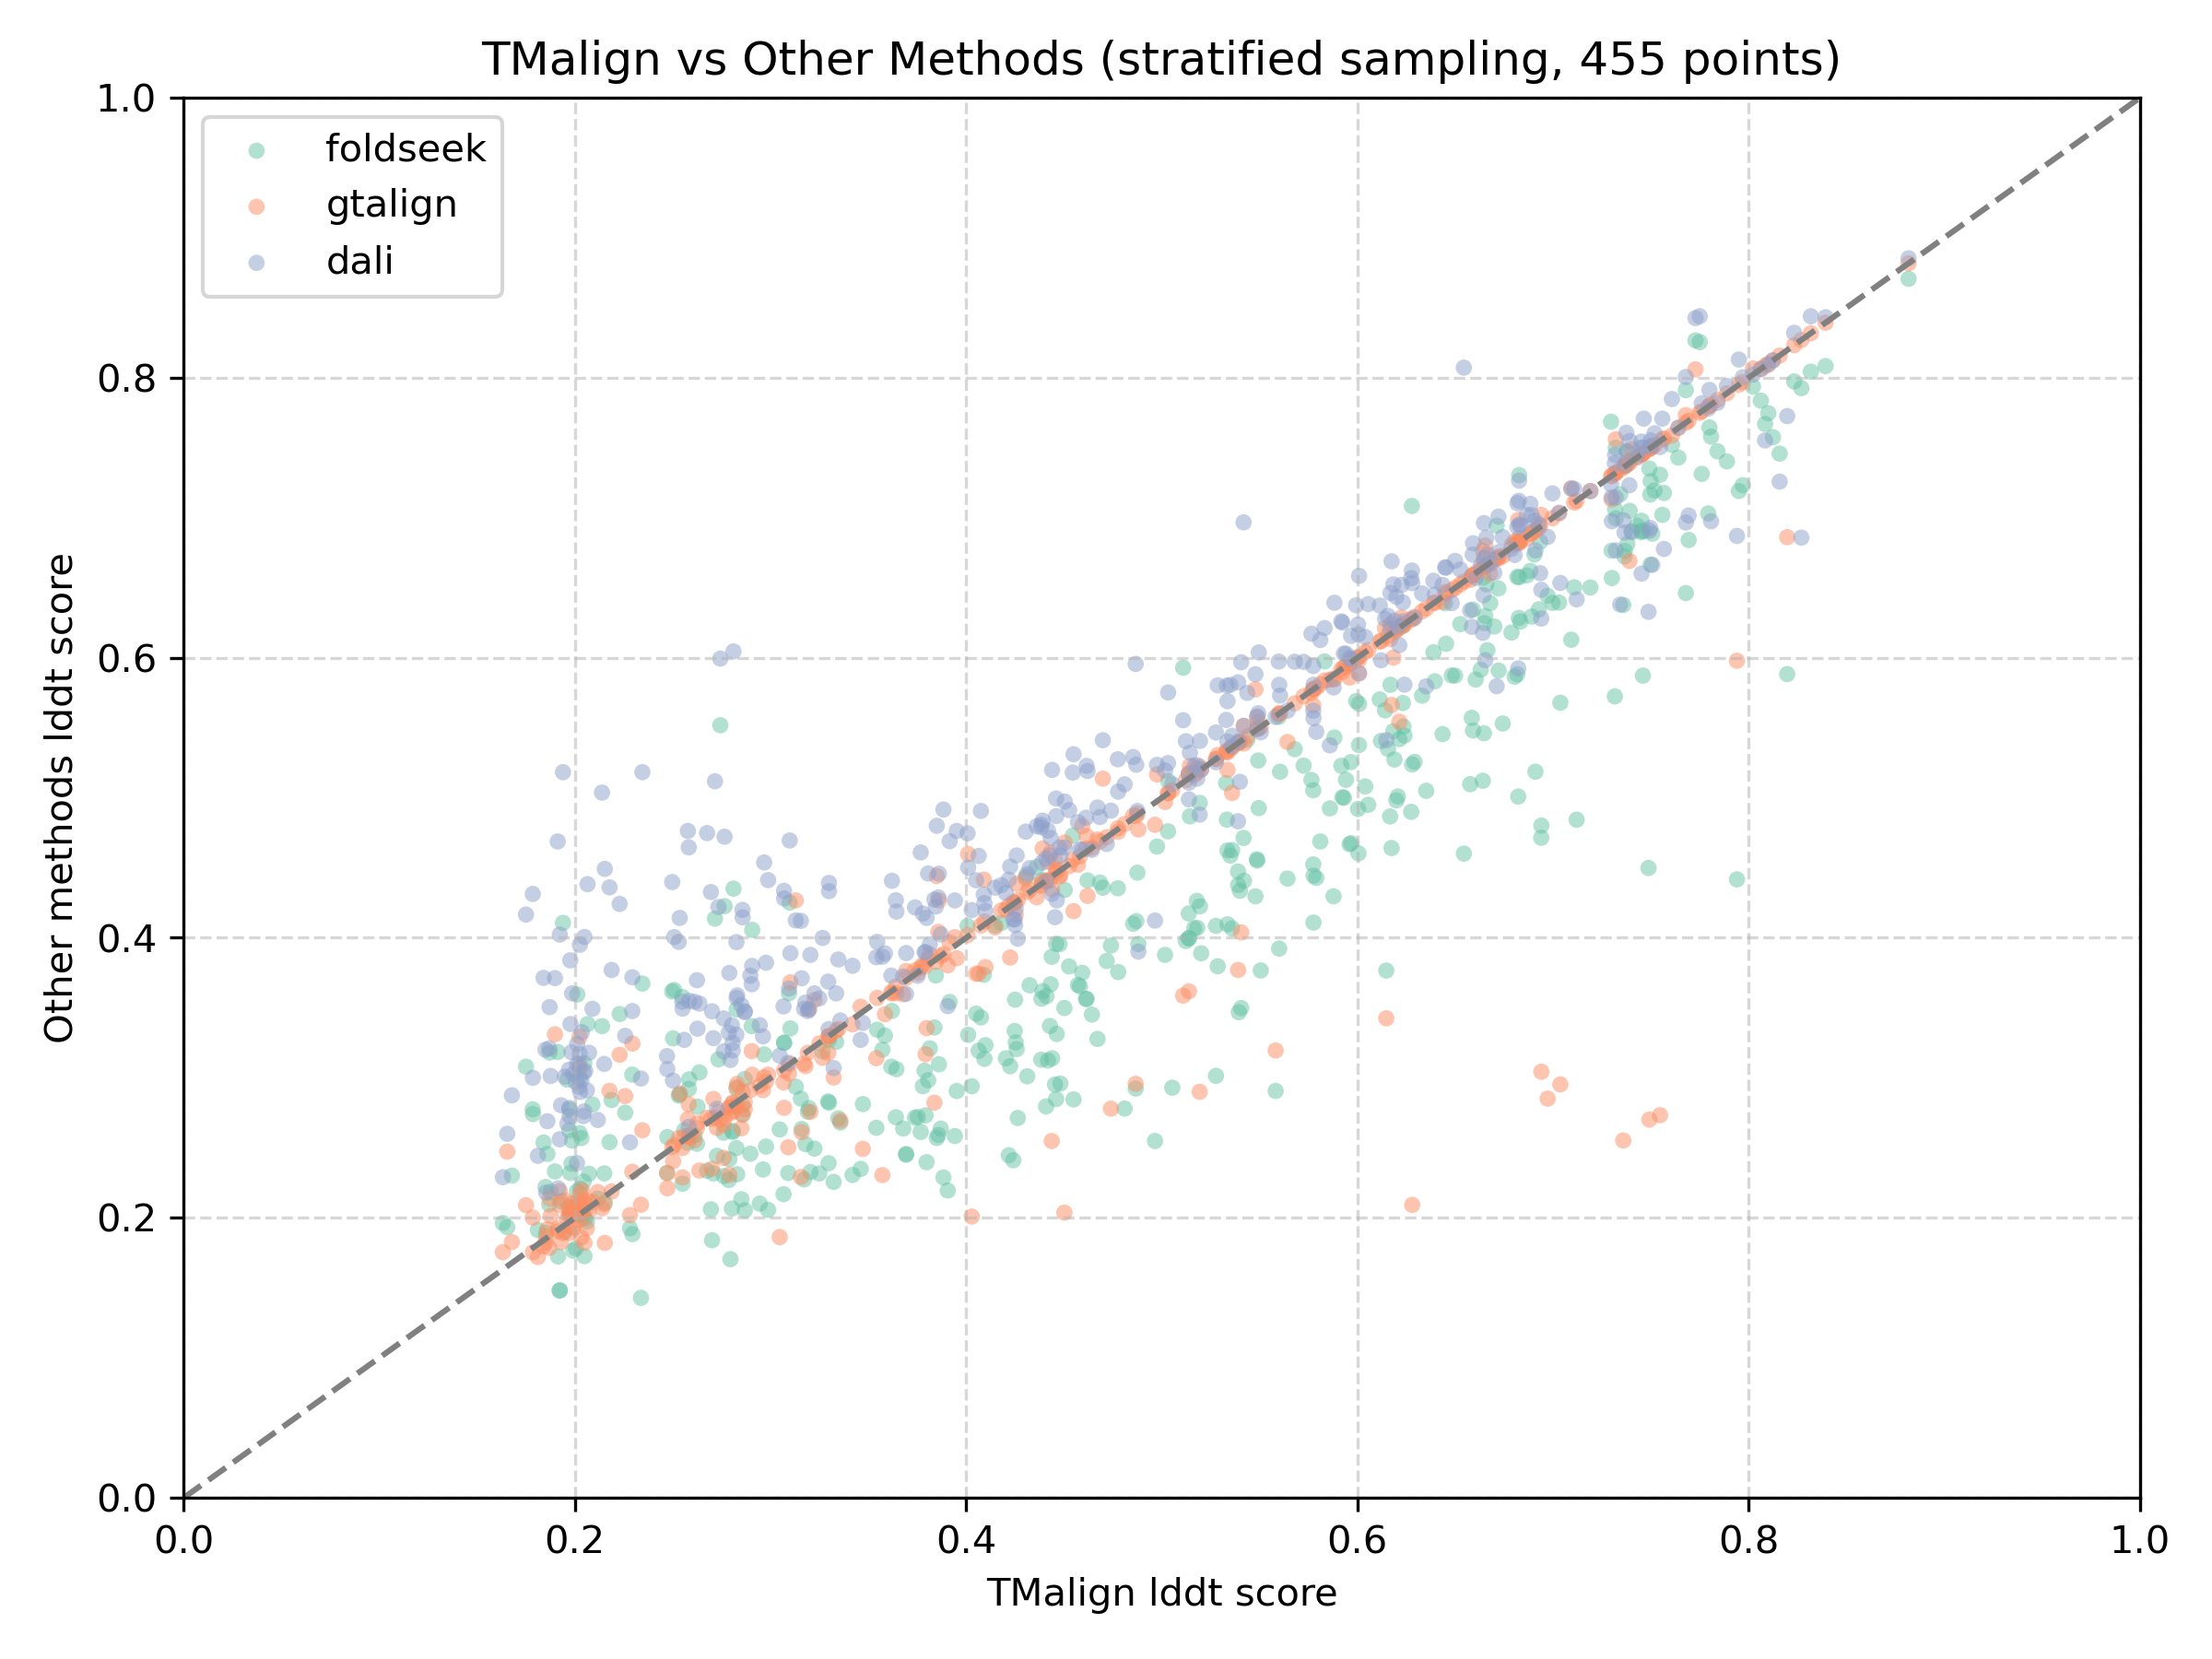 TMalign vs Other Methods (stratified sampling, 455 points)
foldseek
gtalign
dali
Other methods lddt score
1.0
0.8
0.6
0.4
0.2
0.0
0.0 0.2 0.4 0.6 0.8 1.0
TMalign lddt score